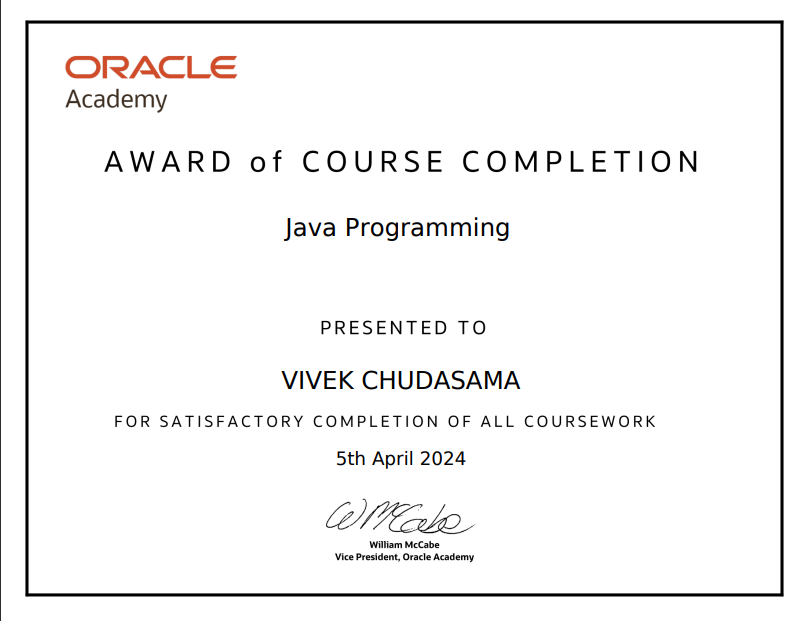 ORACLE
Academy
AWARD of COURSE COMPLETION
Java Programming
PRESENTED TO
VIVEK CHUDASAMA
FOR SATISFACTORY COMPLETION OF ALL COURSEWORK
5th April 2024
W McCabe
William McCabe
Vice President, Oracle Academy